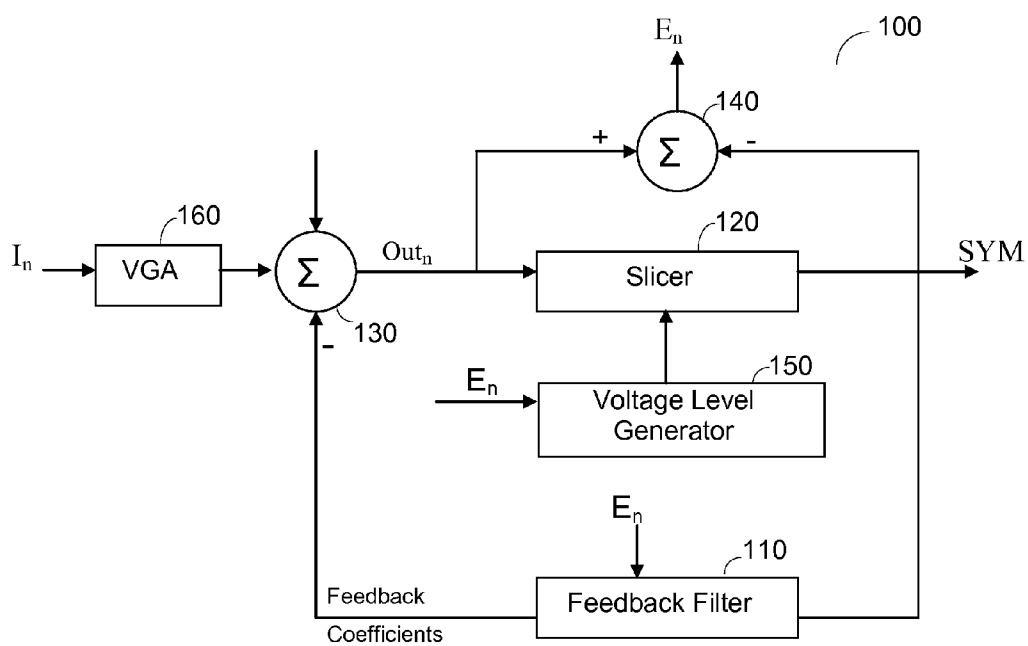 100
Eₙ
140
+
Σ
-
160
120
Iₙ
VGA
Σ
Outₙ
Slicer
SYM
130
-
150
Eₙ
Voltage Level
Generator
Eₙ
110
Feedback
Feedback Filter
Coefficients